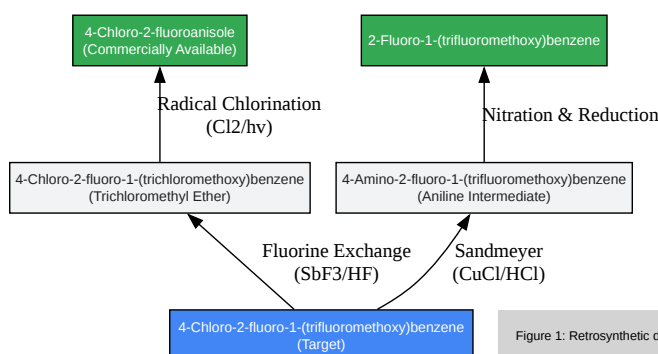 4-Chloro-2-fluoroanisole
(Commercially Available)
2-Fluoro-1-(trifluoromethoxy)benzene
Radical Chlorination
(Cl2/hv)
Nitration & Reduction
4-Chloro-2-fluoro-1-(trichloromethoxy)benzene
(Trichloromethyl Ether)
4-Amino-2-fluoro-1-(trifluoromethoxy)benzene
(Aniline Intermediate)
Fluorine Exchange
(SbF3/HF)
Sandmeyer
(CuCl/HCl)
4-Chloro-2-fluoro-1-(trifluoromethoxy)benzene
(Target)
Figure 1: Retrosynthetic